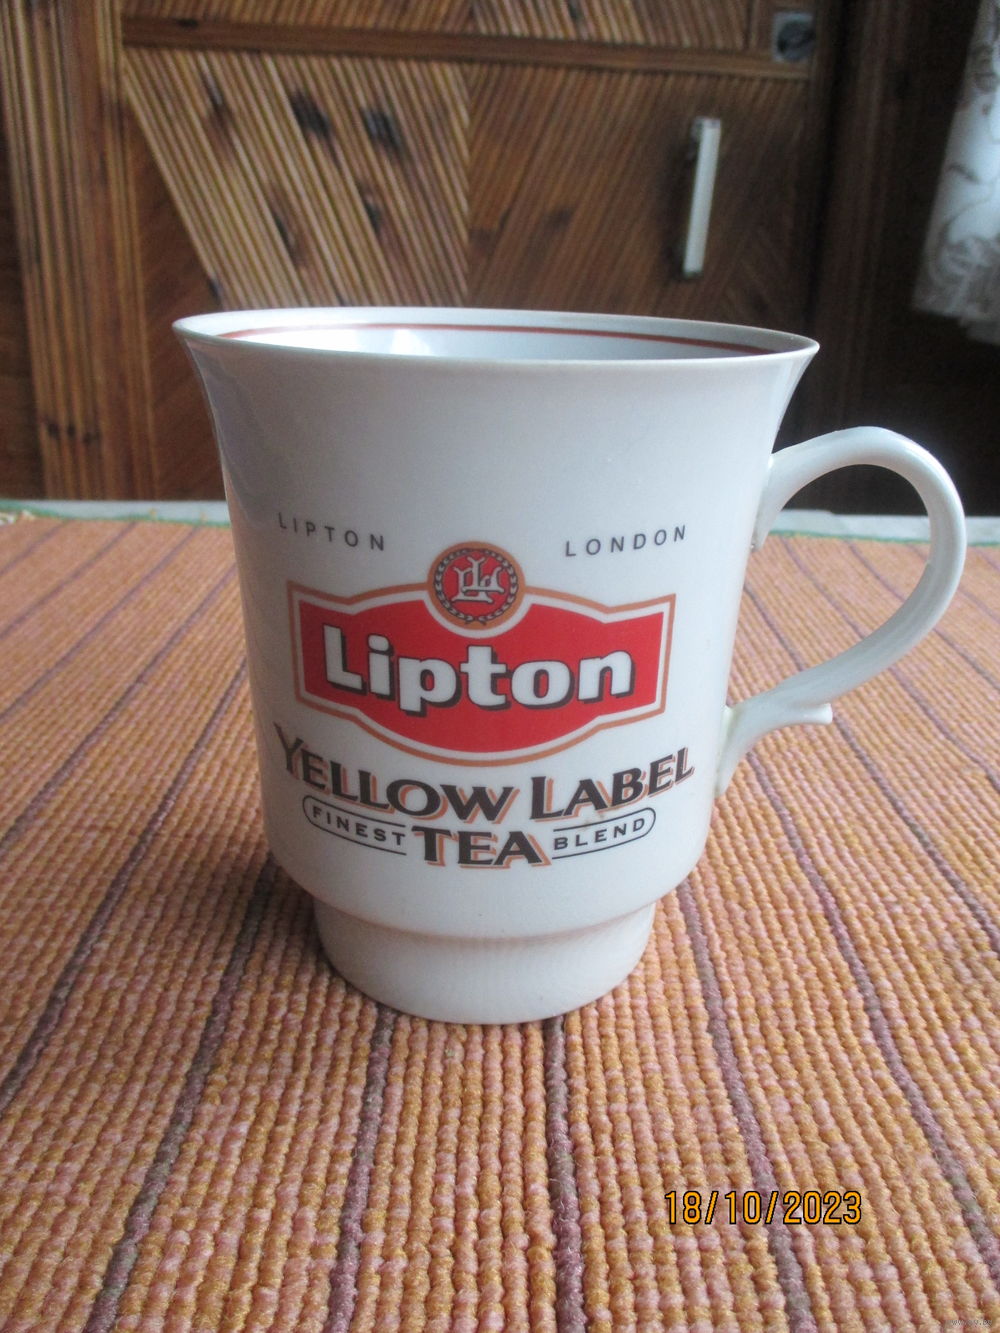 LIPTON LONDON
Lipton
YELLOW LABEL
FINEST TEA BLEND
18/10/2023